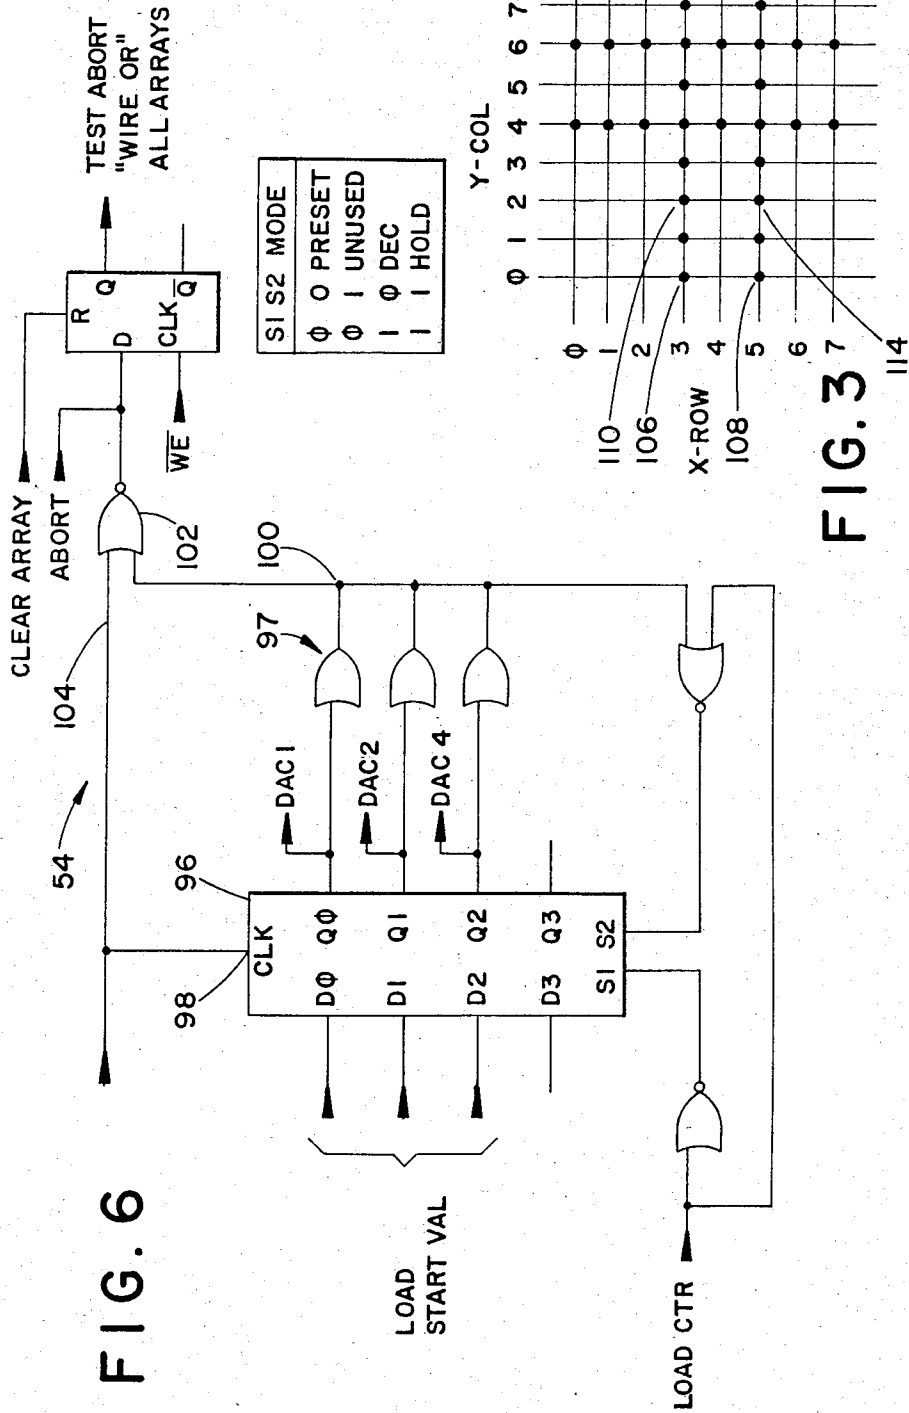 FIG. 6
LOAD
START VAL
LOAD CTR
54
104
98
96
CLK
DΦ QΦ
D1 Q1
D2 Q2
D3 Q3
S1 S2
DAC 1
DAC 2
DAC 4
97
100
102
CLEAR ARRAY
ABORT
WE
R
D Q
CLK Q
TEST ABORT
"WIRE OR"
ALL ARRAYS
S1 S2 MODE
Φ O PRESET
Φ 1 UNUSED
1 Φ DEC
1 1 HOLD
Y-COL
Φ 1 2 3 4 5 6 7
Φ
1
2
3
4
5
6
7
X-ROW
110
106
108
114
FIG. 3